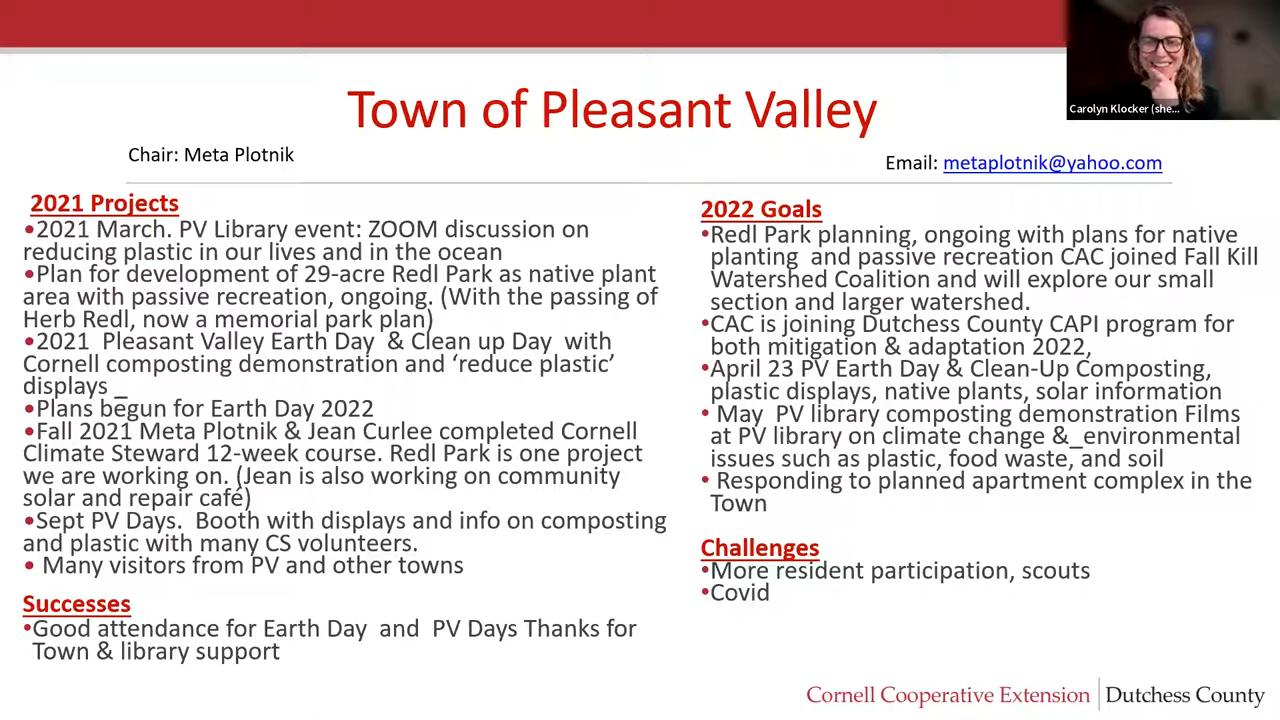 Carolyn Klocker (she...
Town of Pleasant Valley
Chair: Meta Plotnik
Email: metaplotnik@yahoo.com
2021 Projects
•2021 March. PV Library event: ZOOM discussion on
reducing plastic in our lives and in the ocean
•Plan for development of 29-acre Redl Park as native plant
area with passive recreation, ongoing. (With the passing of
Herb Redl, now a memorial park plan)
•2021 Pleasant Valley Earth Day & Clean up Day with
Cornell composting demonstration and ‘reduce plastic’
displays _
•Plans begun for Earth Day 2022
•Fall 2021 Meta Plotnik & Jean Curlee completed Cornell
Climate Steward 12-week course. Redl Park is one project
we are working on. (Jean is also working on community
solar and repair café)
•Sept PV Days. Booth with displays and info on composting
and plastic with many CS volunteers.
• Many visitors from PV and other towns
Successes
•Good attendance for Earth Day and PV Days Thanks for
Town & library support
2022 Goals
•Redl Park planning, ongoing with plans for native
planting and passive recreation CAC joined Fall Kill
Watershed Coalition and will explore our small
section and larger watershed.
•CAC is joining Dutchess County CAPI program for
both mitigation & adaptation 2022,
•April 23 PV Earth Day & Clean-Up Composting,
plastic displays, native plants, solar information
• May PV library composting demonstration Films
at PV library on climate change &_environmental
issues such as plastic, food waste, and soil
• Responding to planned apartment complex in the
Town
Challenges
•More resident participation, scouts
•Covid
Cornell Cooperative Extension | Dutchess County